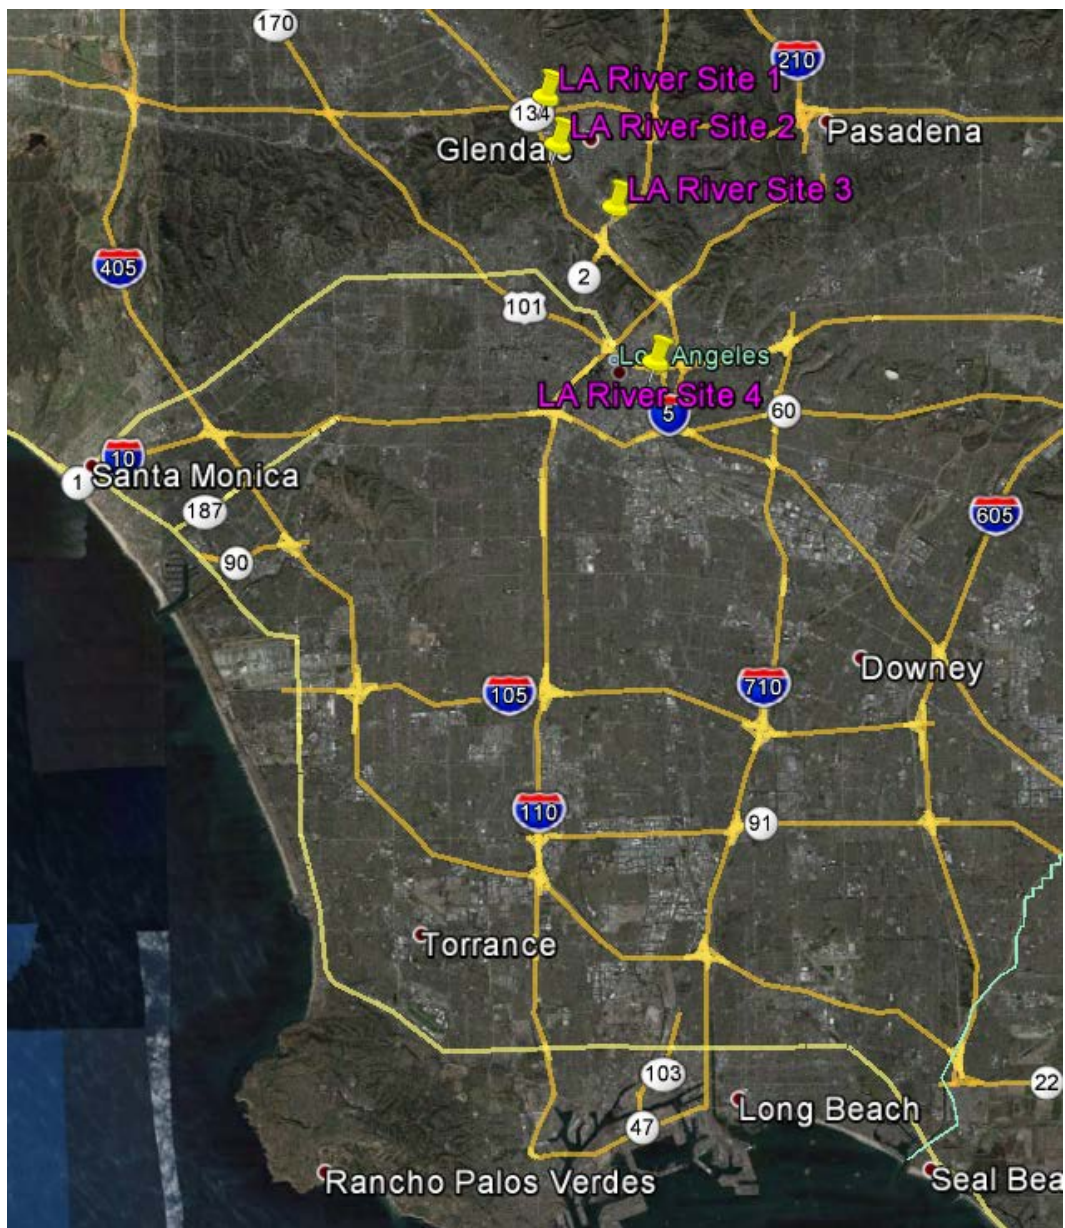 170
210
LA River Site 1
134
LA River Site 2
Pasadena
Glendale
LA River Site 3
405
2
101
Los Angeles
LA River Site 4
5
60
10
1
Santa Monica
187
605
90
Downey
105
710
110
91
Torrance
103
22
Long Beach
47
Rancho Palos Verdes
Seal Bea